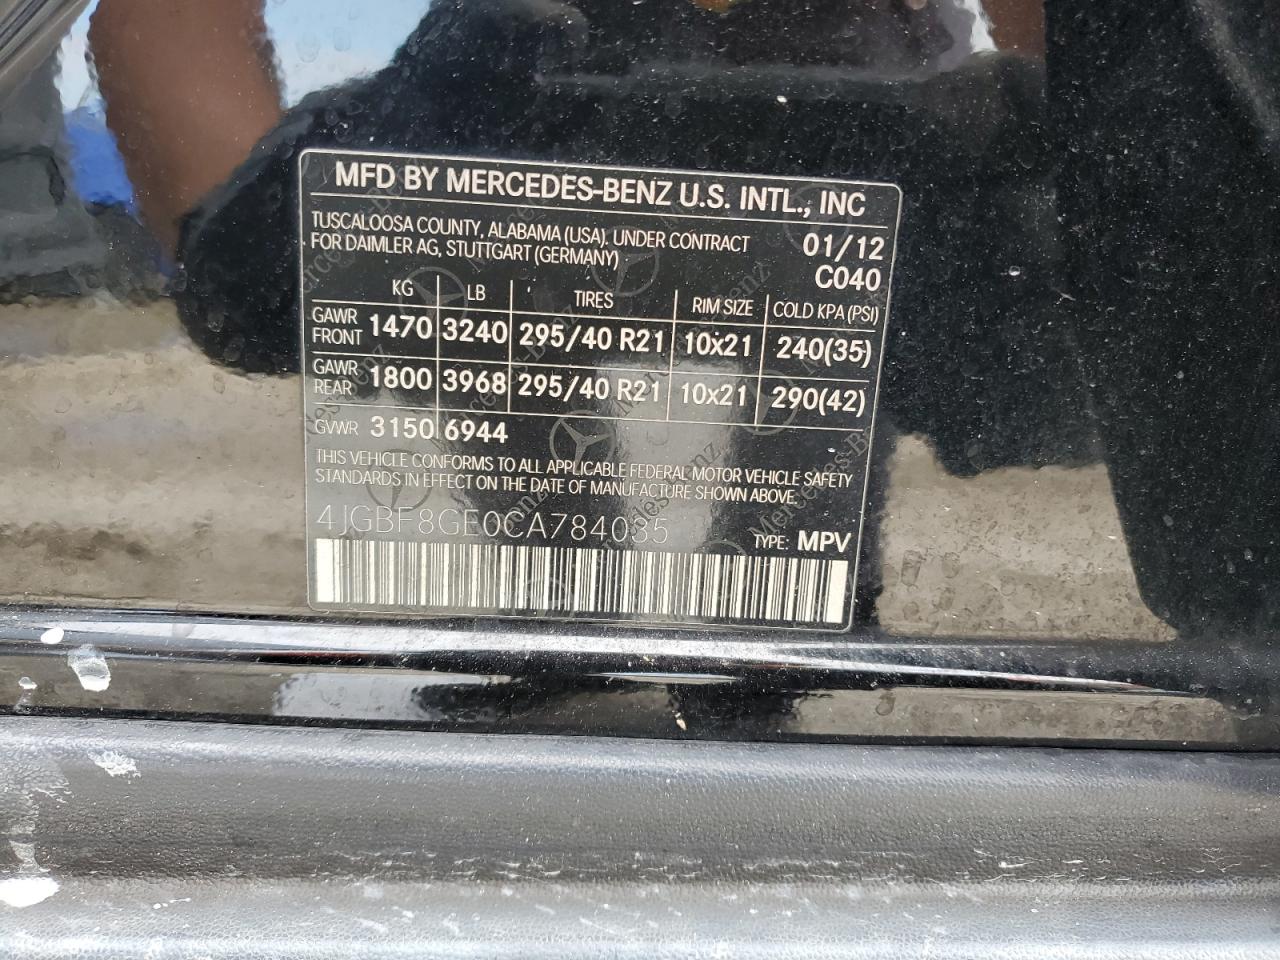 MFD BY MERCEDES-BENZ U.S. INTL., INC
TUSCALOOSA COUNTY, ALABAMA (USA), UNDER CONTRACT 01/12
FOR DAIMLER AG, STUTTGART (GERMANY) C040
KG LB TIRES RIM SIZE COLD KPA (PSI)
GAWR FRONT 1470 3240 295/40 R21 10x21 240(35)
GAWR REAR 1800 3968 295/40 R21 10x21 290(42)
GVWR 3150 6944
THIS VEHICLE CONFORMS TO ALL APPLICABLE FEDERAL MOTOR VEHICLE SAFETY
STANDARDS IN EFFECT ON THE DATE OF MANUFACTURE SHOWN ABOVE.
4JGBF8GE0CA784035 TYPE: MPV